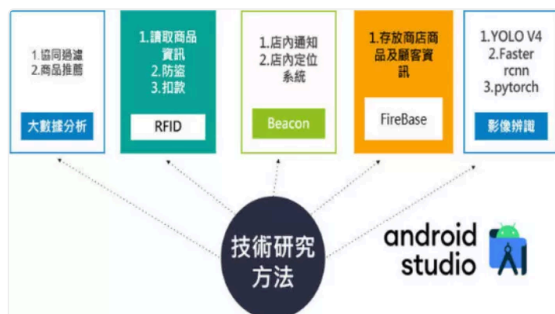 1.協同過濾
2.商品推薦
大數據分析
1.讀取商品
資訊
2.防盜
3.扣款
RFID
1.店內通知
2.店內定位
系統
Beacon
1.存放商店商
品及顧客資
訊
FireBase
1.YOLO V4
2.Faster
rcnn
3.pytorch
影像辨識
技術研究
方法
android
studio